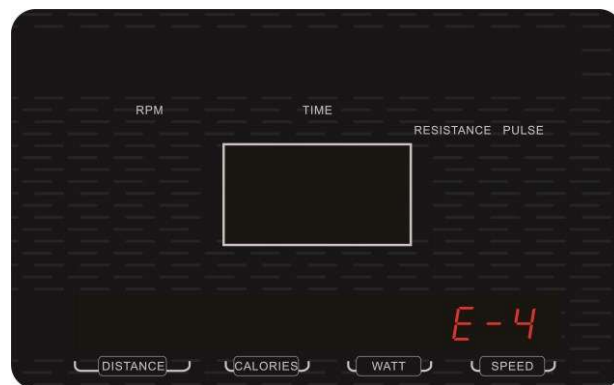 RPM TIME
RESISTANCE PULSE
E-4
DISTANCE CALORIES WATT SPEED